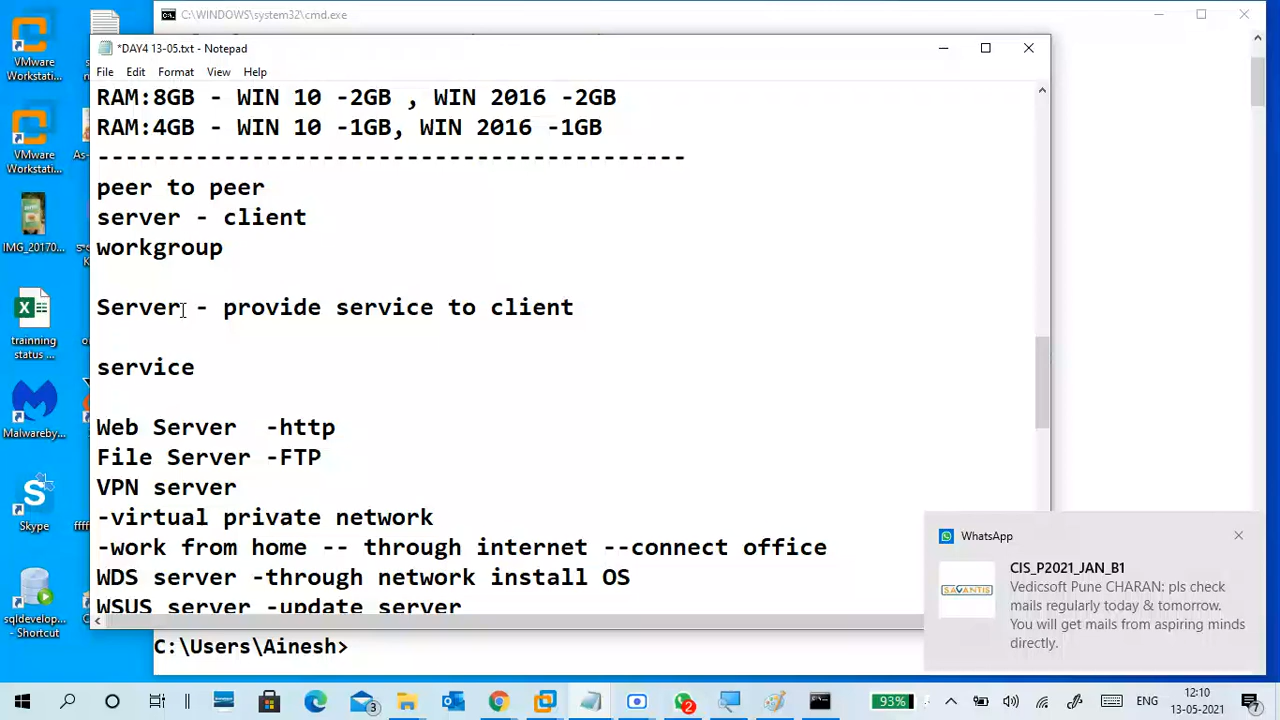 C:\WINDOWS\system32\cmd.exe
*DAY4 13-05.txt - Notepad
File Edit Format View Help
RAM:8GB - WIN 10 -2GB , WIN 2016 -2GB
RAM:4GB - WIN 10 -1GB, WIN 2016 -1GB
------------------------------------------
peer to peer
server - client
workgroup
Server - provide service to client
service
Web Server  -http
File Server -FTP
VPN server
-virtual private network
-work from home -- through internet --connect office
WDS server -through network install OS
WSUS server -update server
C:\Users\Ainesh>
VMware
Workstati...
VMware
Workstati...
IMG_20170...
trainning
status ...
Malwareby...
Skype
sqldevelop...
- Shortcut
WhatsApp
CIS_P2021_JAN_B1
SAVANTIS
Vedicsoft Pune CHARAN: pls check
mails regularly today & tomorrow.
You will get mails from aspiring minds
directly.
3
2
93%
ENG
12:10
13-05-2021
7